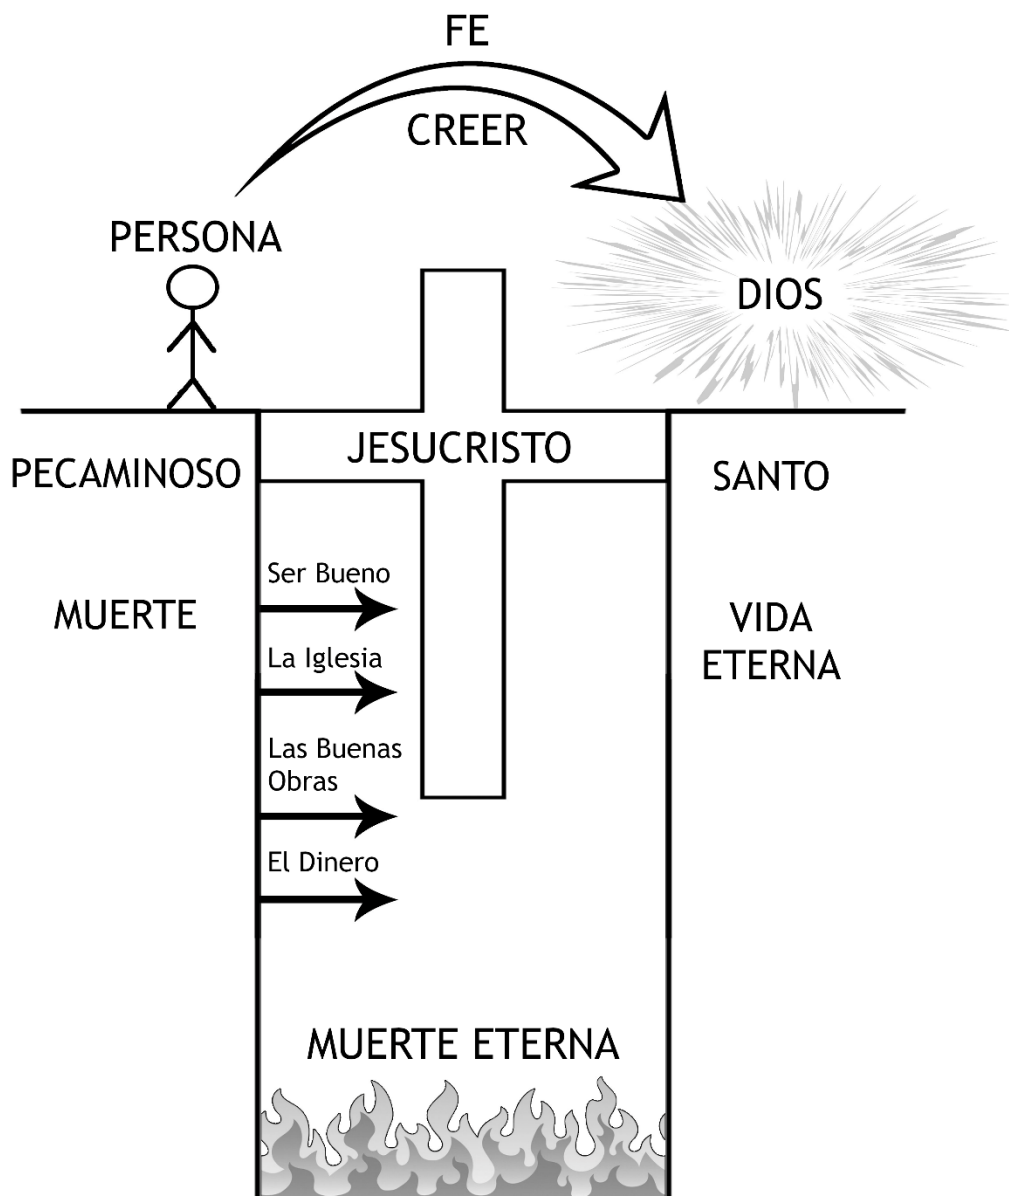 FE
CREER
PERSONA
DIOS
JESUCRISTO
PECAMINOSO
SANTO
Ser Bueno
MUERTE
VIDA
ETERNA
La Iglesia
Las Buenas
Obras
El Dinero
MUERTE ETERNA